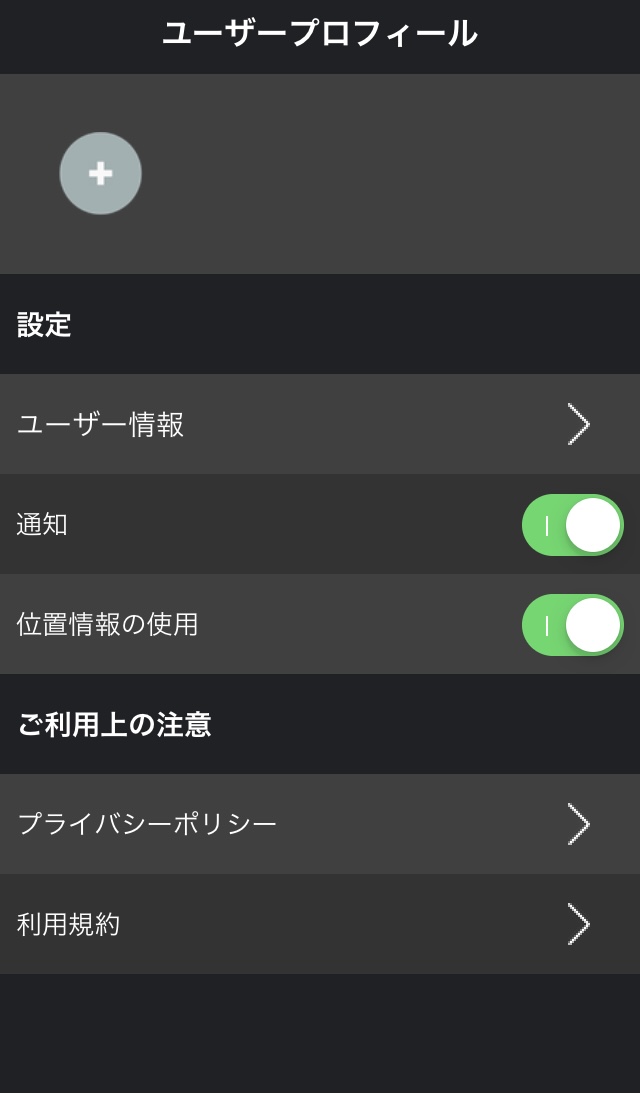 ユーザープロフィール
設定
ユーザー情報
通知
位置情報の使用
ご利用上の注意
プライバシーポリシー
利用規約